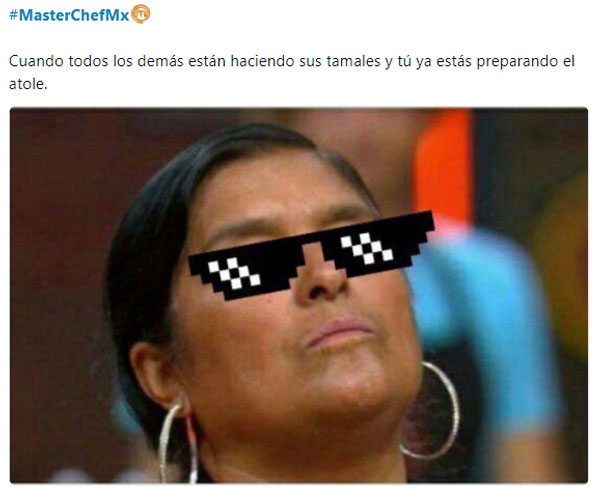 #MasterChefMx
Cuando todos los demás están haciendo sus tamales y tú ya estás preparando el
atole.